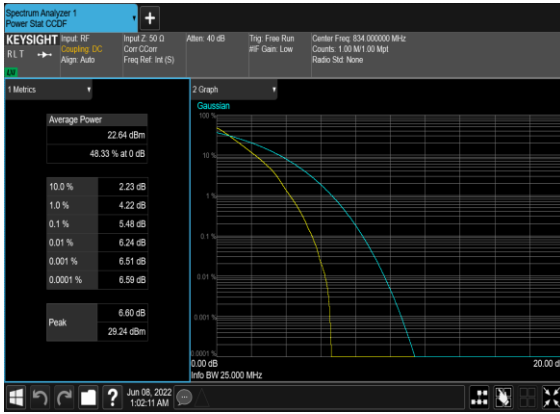 Spectrum Analyzer 1
Power Stat CCDF
KEYSIGHT
RLT
Input: RF
Coupling: DC
Align: Auto
Input Z: 50 Ω
Corr CCorr
Freq Ref: Int (S)
Atten: 40 dB
Trig: Free Run
#IF Gain: Low
Center Freq: 834.000000 MHz
Counts: 1.00 M/1.00 Mpt
Radio Std: None
1 Metrics
Average Power
22.64 dBm
48.33 % at 0 dB
10.0 % 2.23 dB
1.0 % 4.22 dB
0.1 % 5.48 dB
0.01 % 6.24 dB
0.001 % 6.51 dB
0.0001 % 6.59 dB
Peak
6.60 dB
29.24 dBm
2 Graph
Gaussian
100 %
10 %
1 %
0.1 %
0.01 %
0.001 %
0.0001 %
0.00 dB
20.00 d
Info BW 25.000 MHz
Jun 08, 2022
1:02:11 AM